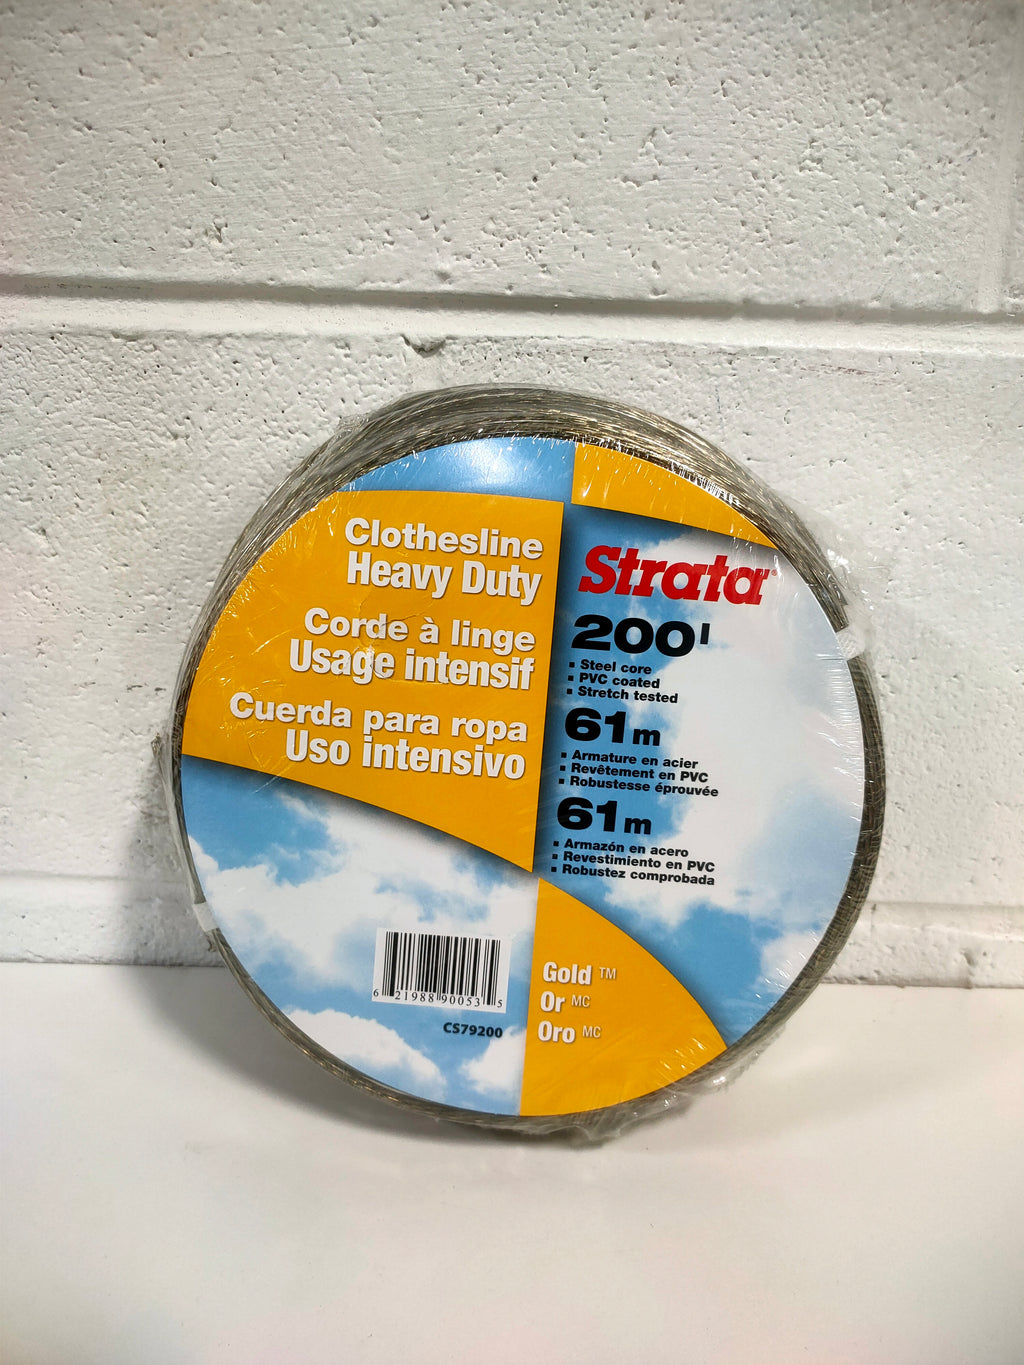 Clothesline
Heavy Duty
Corde à linge
Usage intensif
Cuerda para ropa
Uso intensivo
Strata
200'
▪ Steel core
▪ PVC coated
▪ Stretch tested
61m
▪ Armature en acier
▪ Revêtement en PVC
▪ Robustesse éprouvée
61m
▪ Armazón en acero
▪ Revestimiento en PVC
▪ Robustez comprobada
6 21988 90053 5
CS79200
Gold TM
Or MC
Oro MC